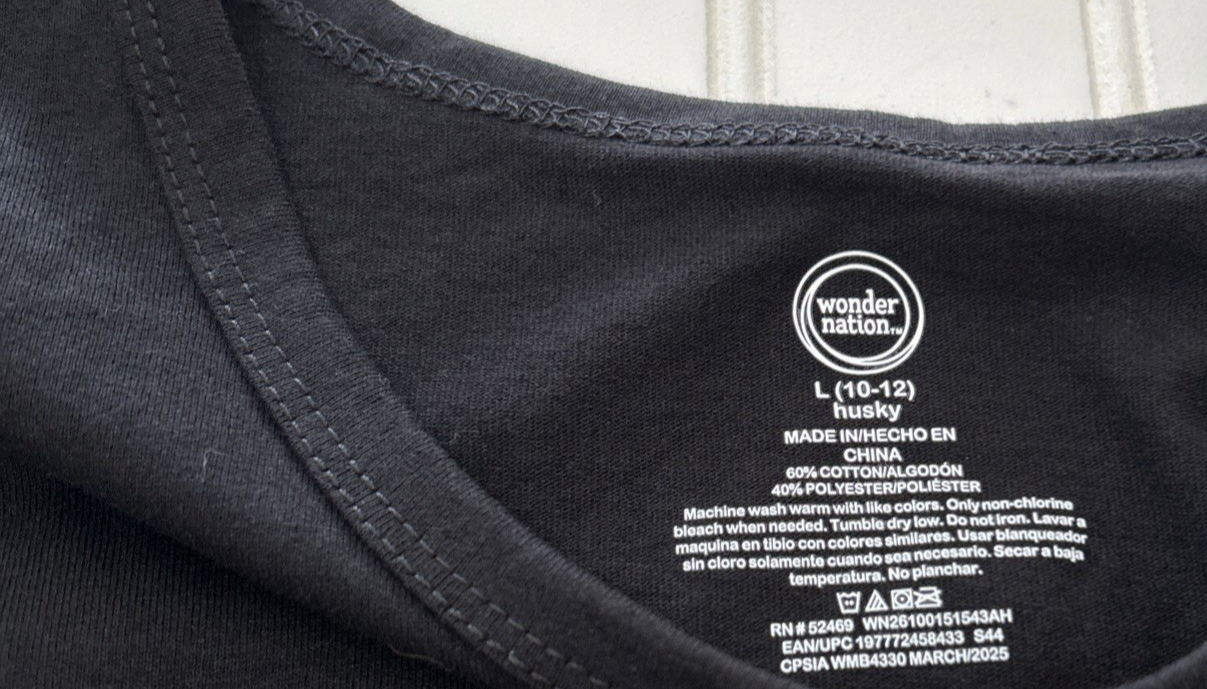 wonder
nation™
L (10-12)
husky
MADE IN/HECHO EN
CHINA
60% COTTON/ALGODÓN
40% POLYESTER/POLIÉSTER
Machine wash warm with like colors. Only non-chlorine
bleach when needed. Tumble dry low. Do not iron. Lavar a
maquina en tibio con colores similares. Usar blanqueador
sin cloro solamente cuando sea necesario. Secar a baja
temperatura. No planchar.
RN # 52469 WN26100151543AH
EAN/UPC 197772458433 S44
CPSIA WMB4330 MARCH/2025